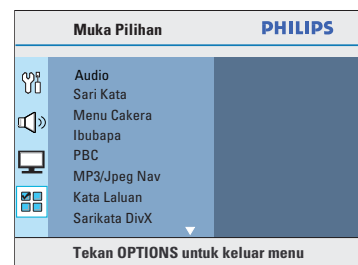 Muka Pilihan
PHILIPS
Audio
Sari Kata
Menu Cakera
Ibubapa
PBC
MP3/Jpeg Nav
Kata Laluan
Sarikata DivX
Tekan OPTIONS untuk keluar menu